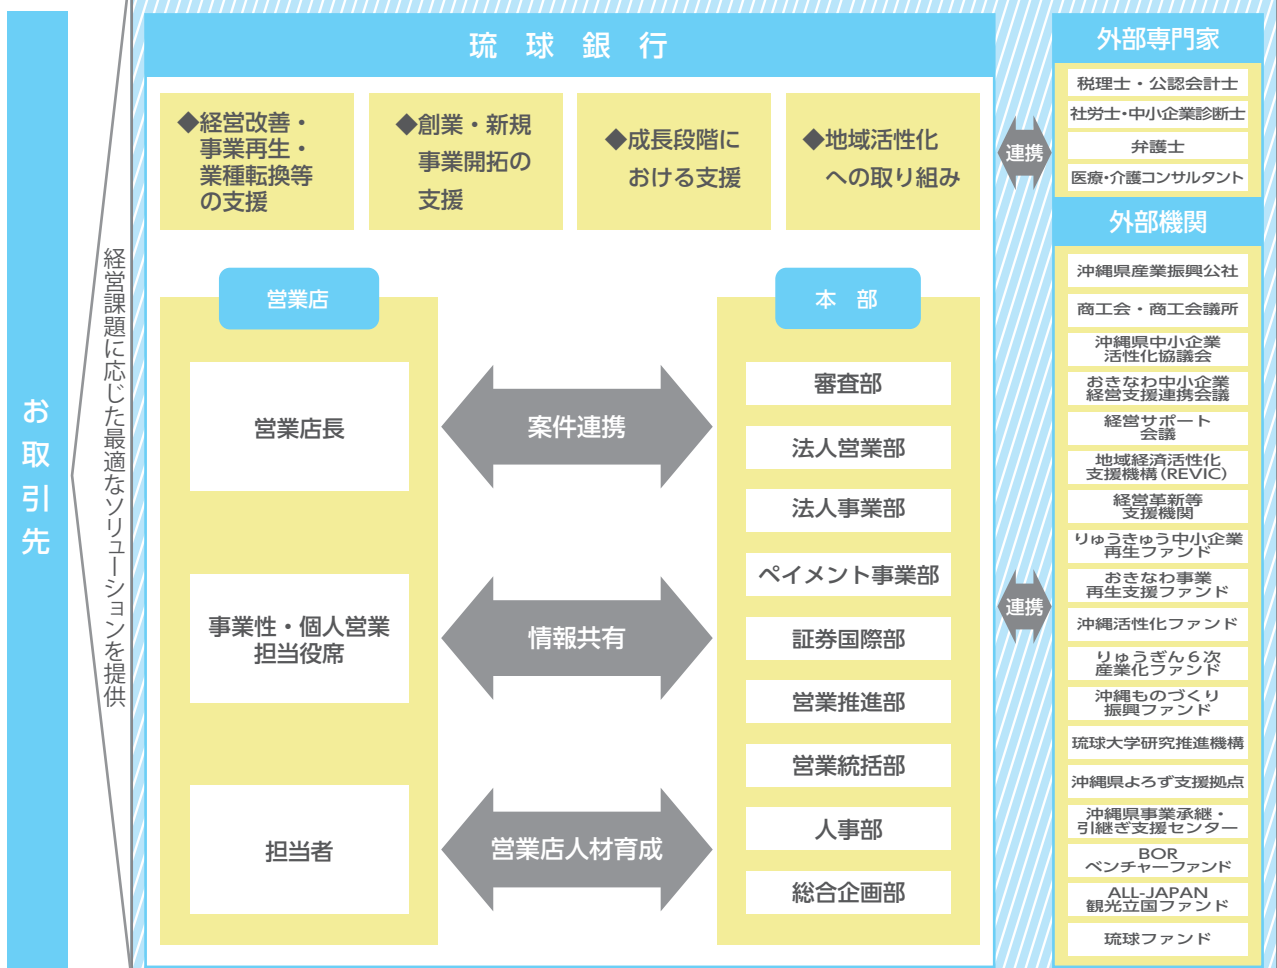 お取引先
経営課題に応じた最適なソリューションを提供
琉球銀行
◆経営改善・
事業再生・
業種転換等
の支援
◆創業・新規
事業開拓の
支援
◆成長段階に
おける支援
◆地域活性化
への取り組み
営業店
営業店長
事業性・個人営業
担当役席
担当者
案件連携
情報共有
営業店人材育成
本部
審査部
法人営業部
法人事業部
ペイメント事業部
証券国際部
営業推進部
営業統括部
人事部
総合企画部
連携
連携
外部専門家
税理士・公認会計士
社労士・中小企業診断士
弁護士
医療・介護コンサルタント
外部機関
沖縄県産業振興公社
商工会・商工会議所
沖縄県中小企業
活性化協議会
おきなわ中小企業
経営支援連携会議
経営サポート
会議
地域経済活性化
支援機構(REVIC)
経営革新等
支援機関
りゅうきゅう中小企業
再生ファンド
おきなわ事業
再生支援ファンド
沖縄活性化ファンド
りゅうぎん6次
産業化ファンド
沖縄ものづくり
振興ファンド
琉球大学研究推進機構
沖縄県よろず支援拠点
沖縄県事業承継・
引継ぎ支援センター
BOR
ベンチャーファンド
ALL-JAPAN
観光立国ファンド
琉球ファンド